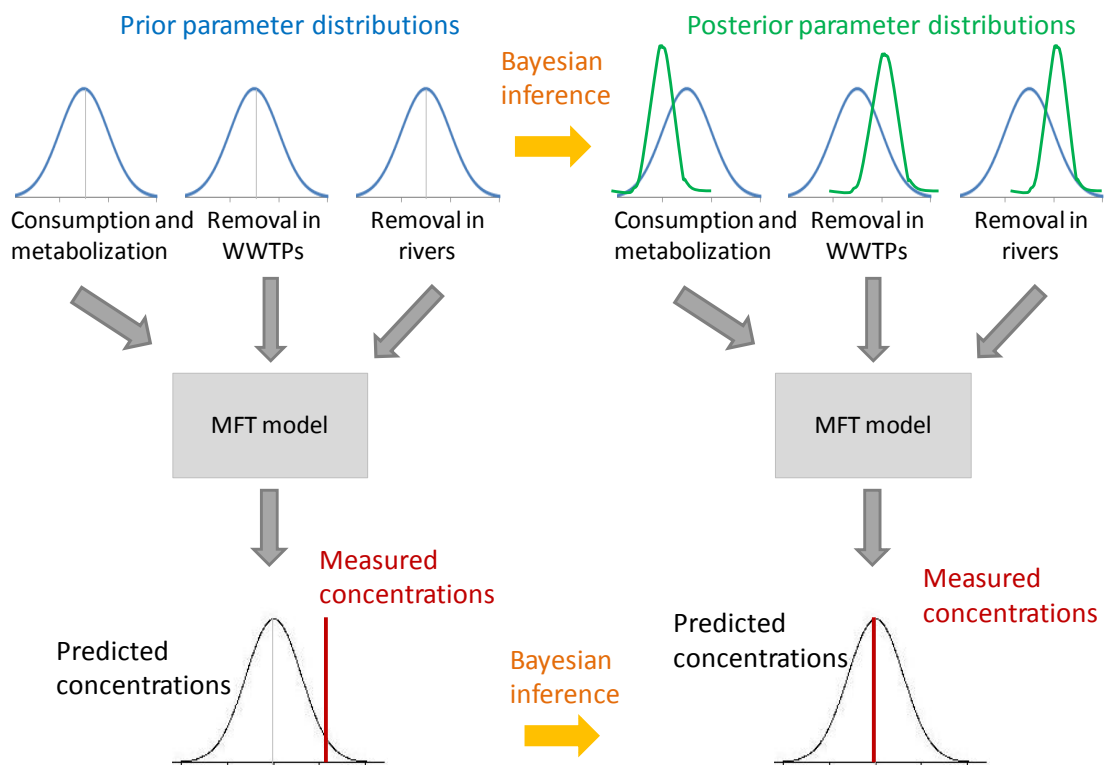 Prior parameter distributions
Posterior parameter distributions
Bayesian
inference
Consumption and
metabolization
Removal in
WWTPs
Removal in
rivers
Consumption and
metabolization
Removal in
WWTPs
Removal in
rivers
MFT model
MFT model
Measured
concentrations
Predicted
concentrations
Bayesian
inference
Measured
concentrations
Predicted
concentrations